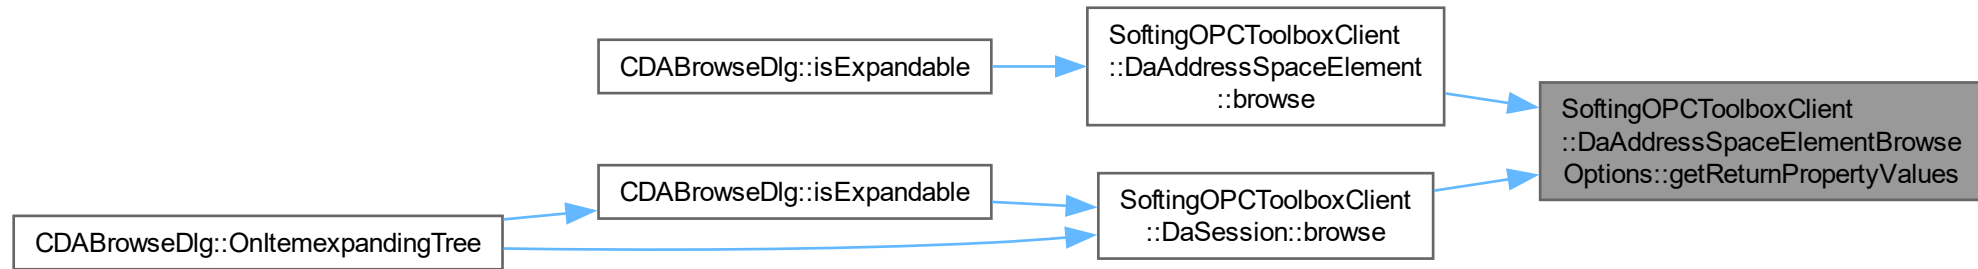 CDABrowseDlg::isExpandable
SoftingOPCToolboxClient
::DaAddressSpaceElement
::browse
SoftingOPCToolboxClient
::DaAddressSpaceElementBrowse
Options::getReturnPropertyValues
CDABrowseDlg::isExpandable
SoftingOPCToolboxClient
::DaSession::browse
CDABrowseDlg::OnItemexpandingTree